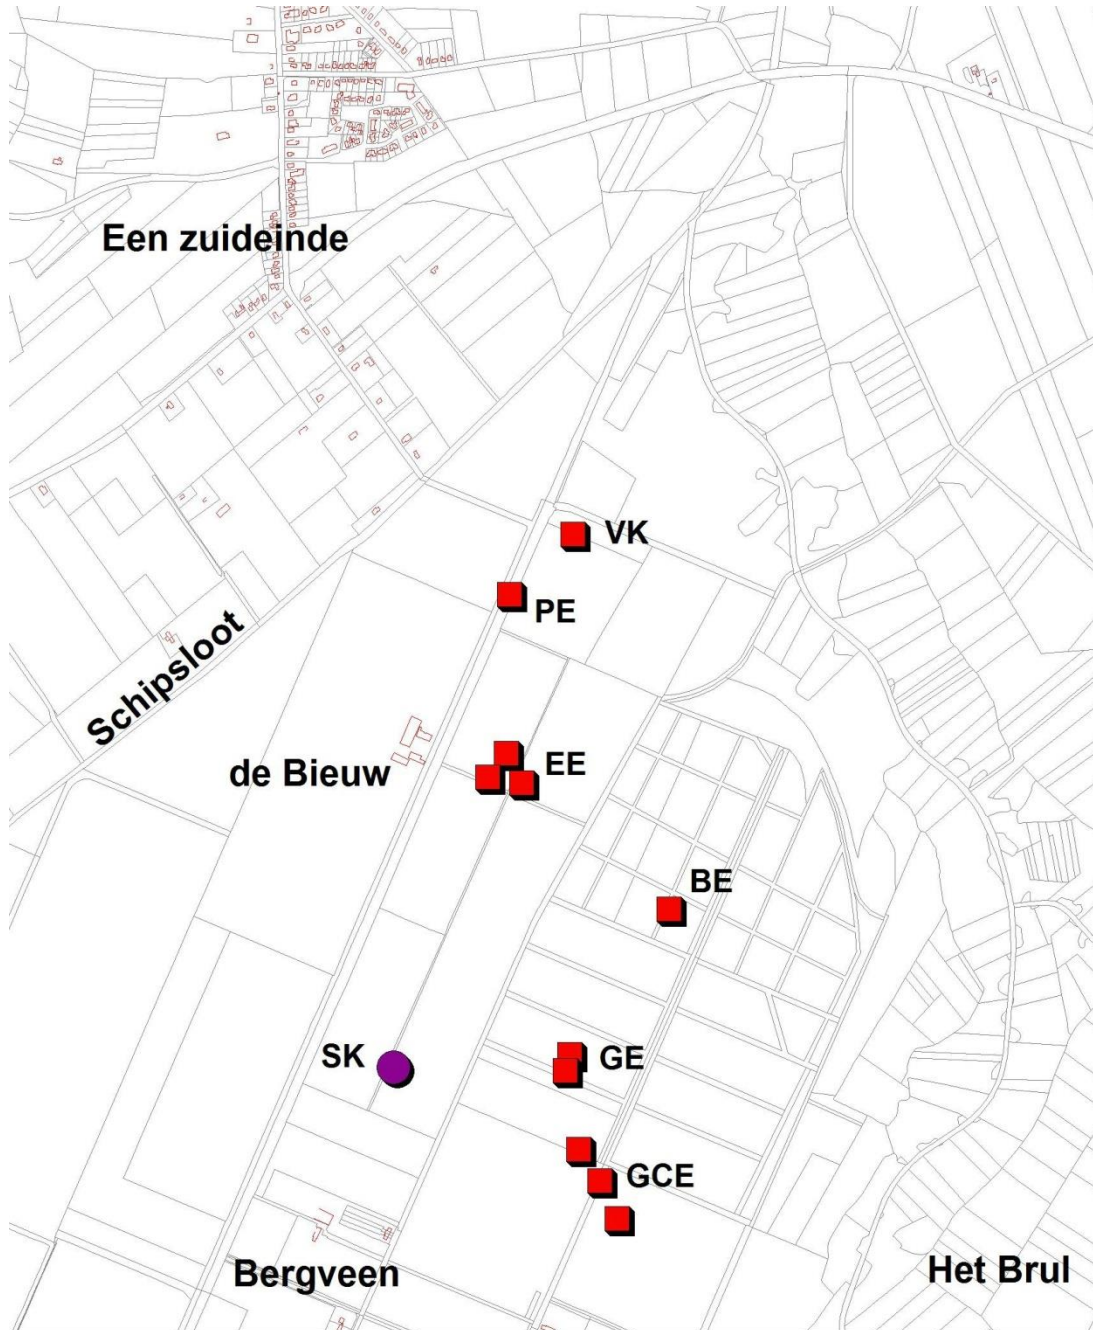 Een zuideinde
VK
PE
Schipsloot
EE
de Bieuw
BE
SK
GE
GCE
Bergveen
Het Brul